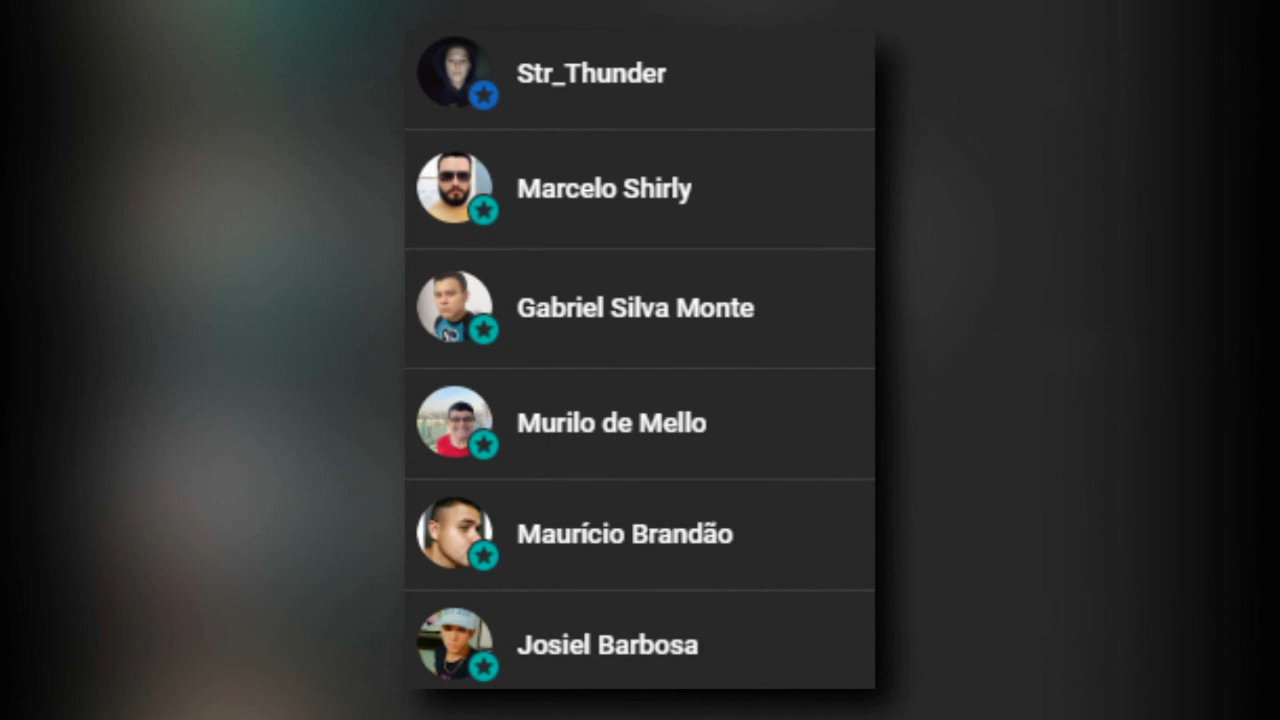 Str_Thunder
Marcelo Shirly
Gabriel Silva Monte
Murilo de Mello
Maurício Brandão
Josiel Barbosa